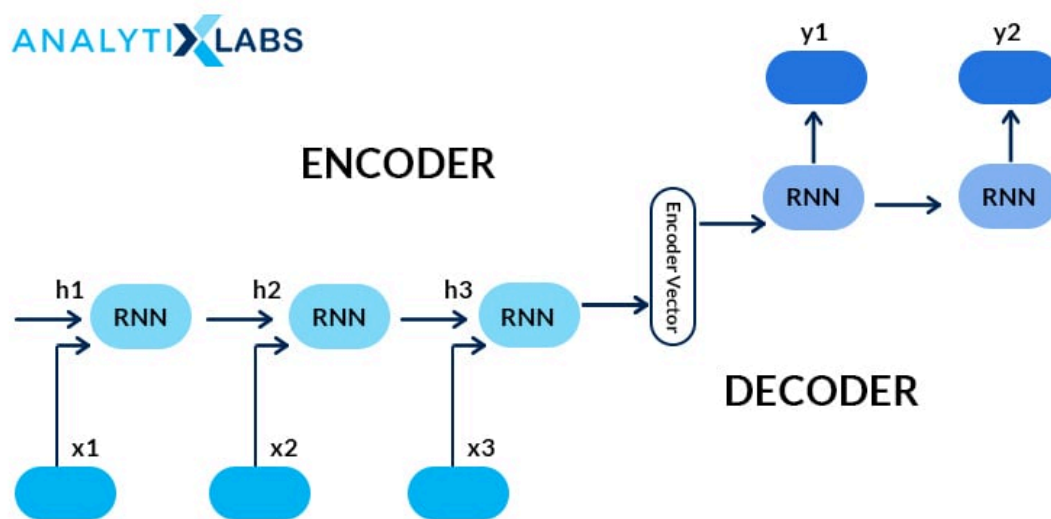 ANALYTIXLABS
y1 y2
ENCODER
RNN RNN
Encoder Vector
h1 h2 h3
RNN RNN RNN
DECODER
x1 x2 x3